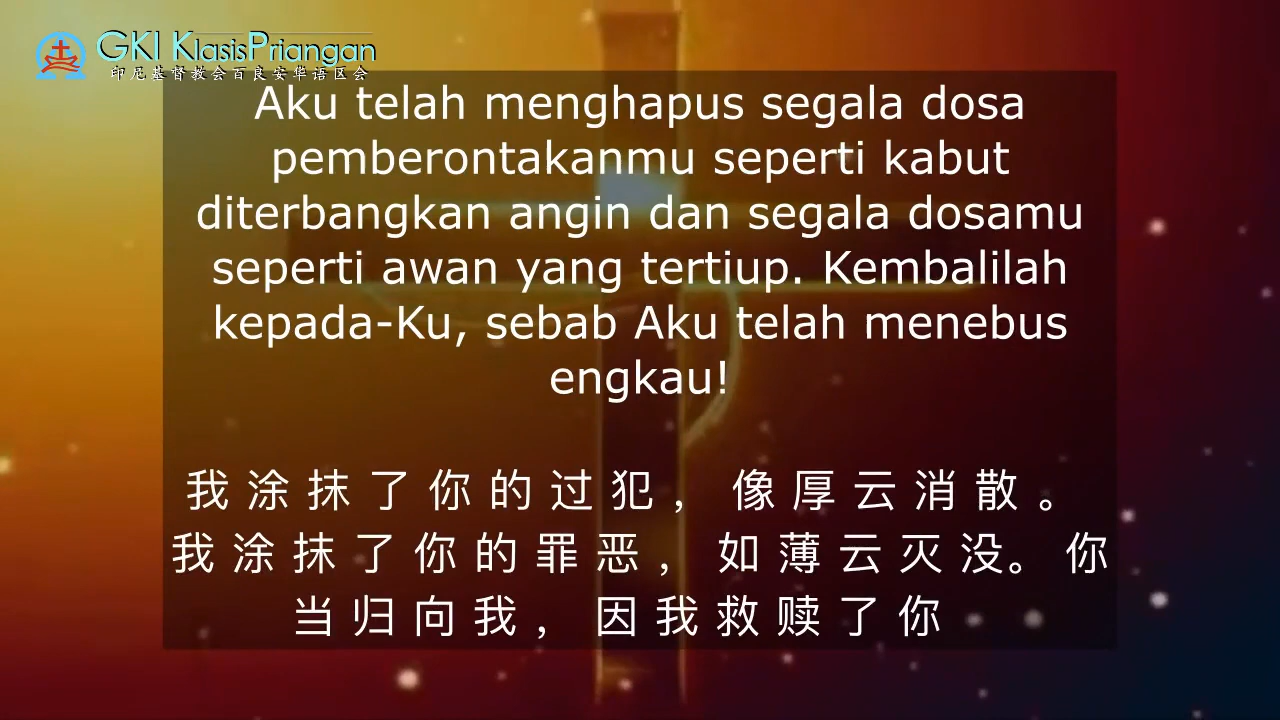 GKI KlasisPriangan
印尼基督教会百良安华语区会
Aku telah menghapus segala dosa
pemberontakanmu seperti kabut
diterbangkan angin dan segala dosamu
seperti awan yang tertiup. Kembalilah
kepada-Ku, sebab Aku telah menebus
engkau!
我 涂 抹 了 你 的 过 犯 ， 像 厚 云 消 散 。
我 涂 抹 了 你 的 罪 恶 ， 如 薄 云 灭 没。 你
当 归 向 我 ， 因 我 救 赎 了 你